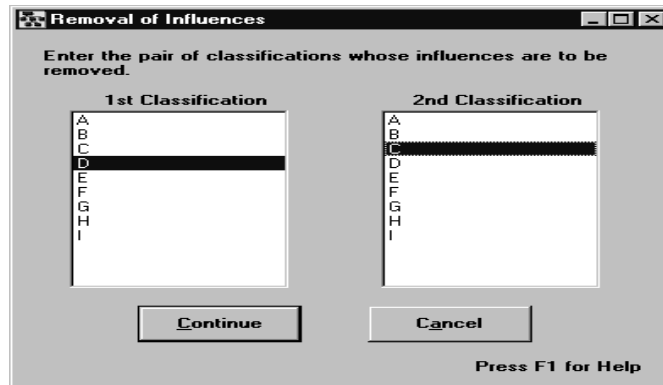 Removal of Influences
Enter the pair of classifications whose influences are to be
removed.
1st Classification
A
B
C
D
E
F
G
H
I
2nd Classification
A
B
C
D
E
F
G
H
I
Continue
Cancel
Press F1 for Help